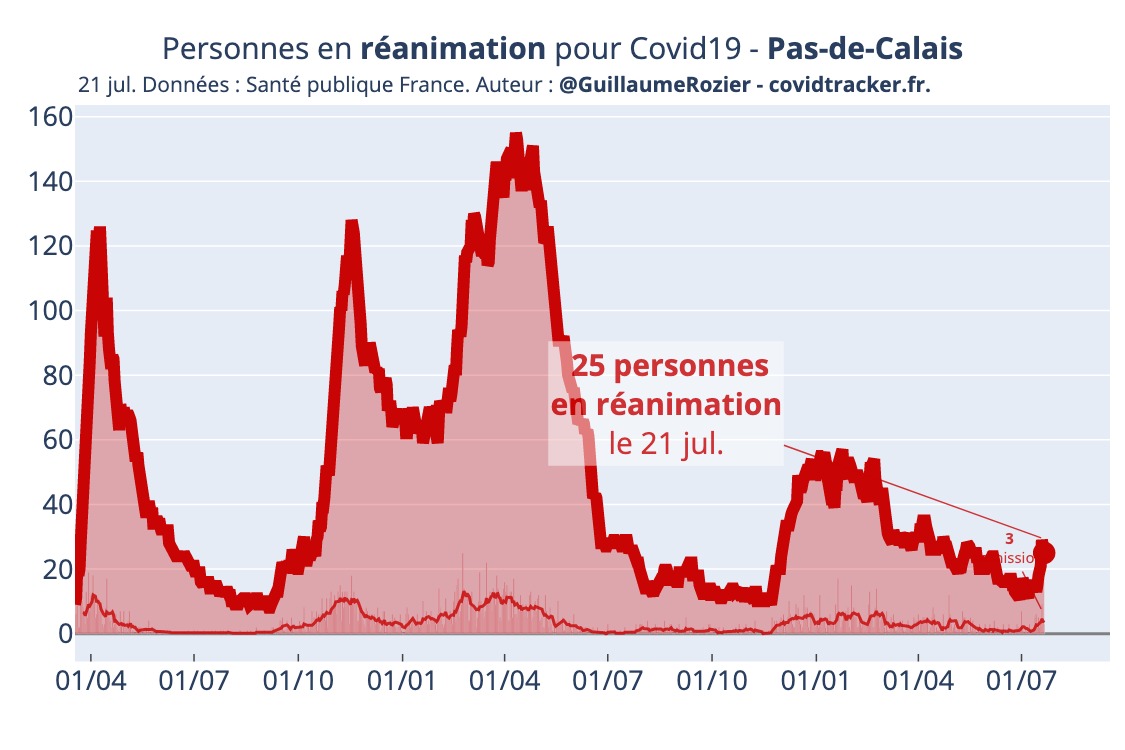 Personnes en réanimation pour Covid19 - Pas-de-Calais
21 jul. Données : Santé publique France. Auteur : @GuillaumeRozier - covidtracker.fr.
160
140
120
100
80
60
40
20
0
25 personnes
en réanimation
le 21 jul.
3
01/04 01/07 01/10 01/01 01/04 01/07 01/10 01/01 01/04 01/07